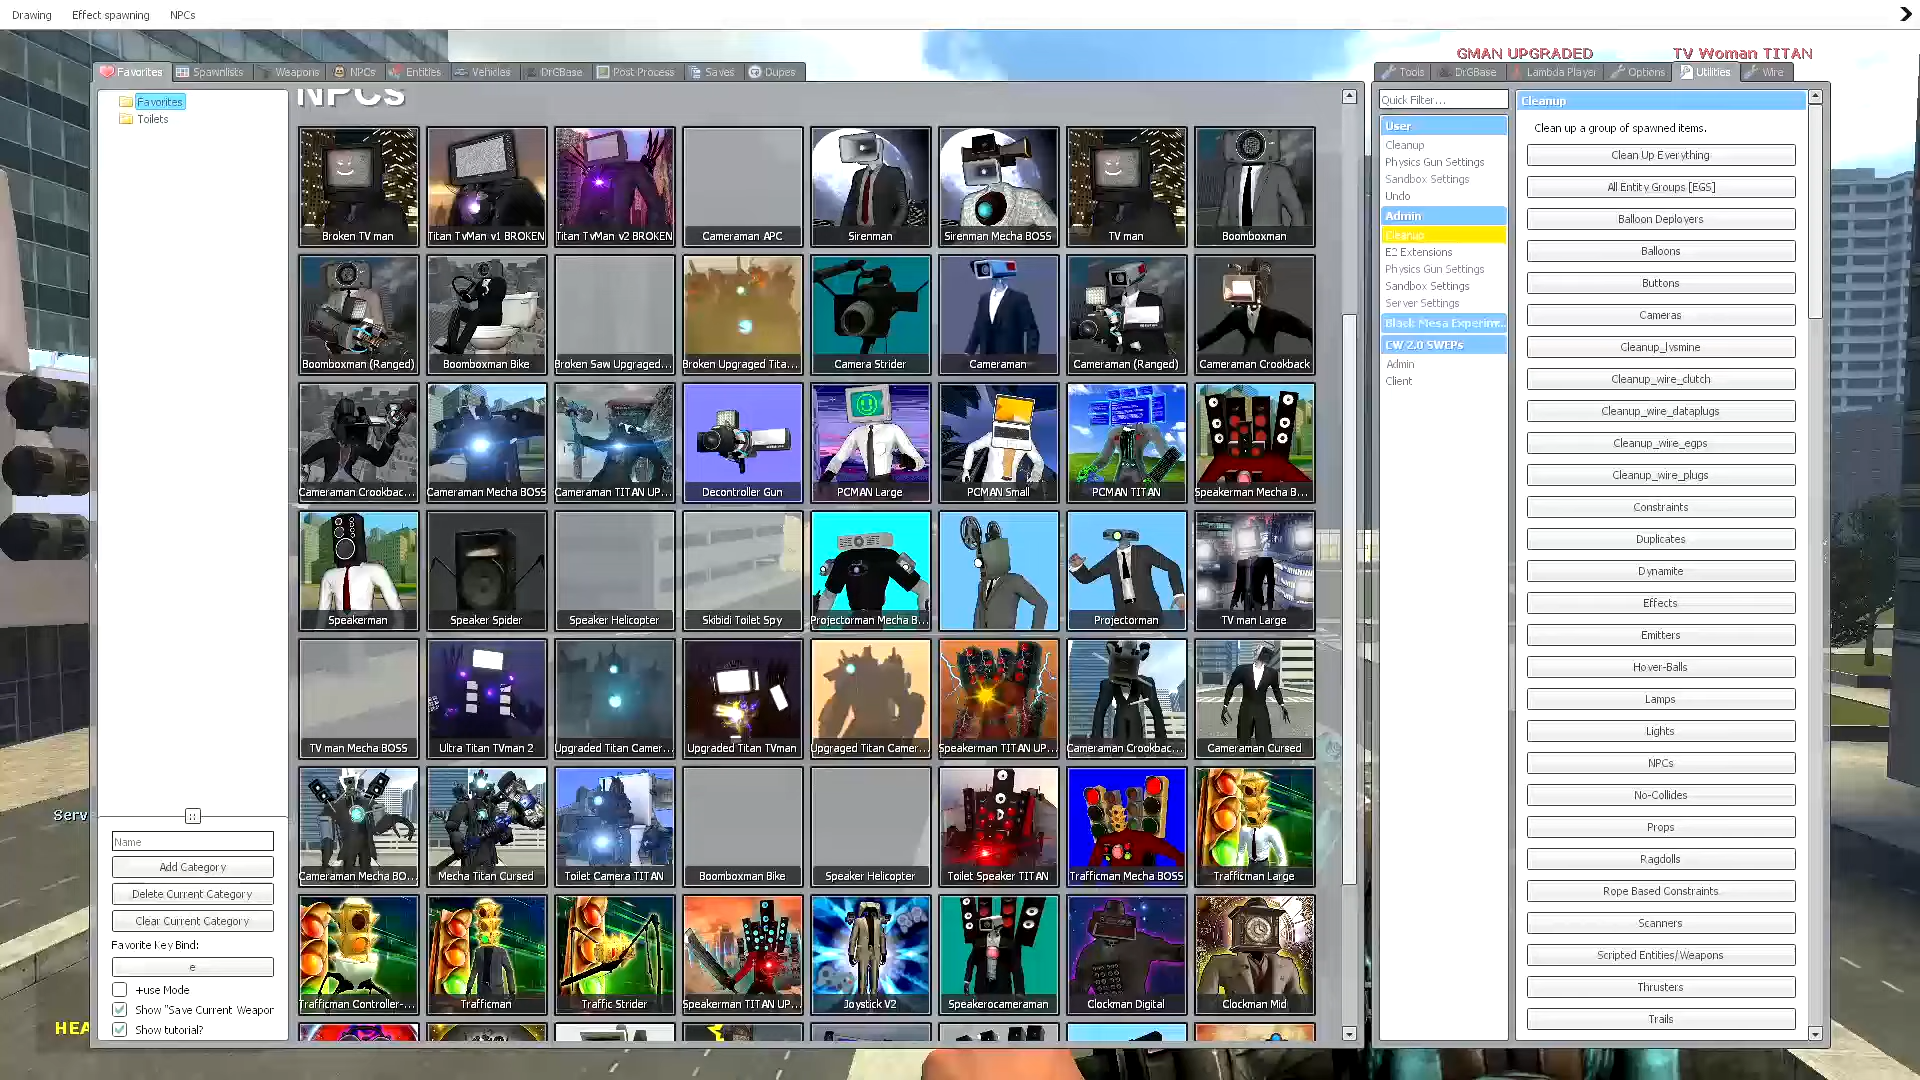 Drawing Effect spawning NPCs
GMAN UPGRADED TV Woman TITAN
Favorites Spawnlists Weapons NPCs Entities Vehicles DrGBase Post Process Saves Dupes
Tools DrGBase Lambda Player Options Utilities Wire
Favorites
Toilets
NPCs
Broken TV man
Titan TvMan v1 BROKEN
Titan TvMan v2 BROKEN
Cameraman APC
Sirenman
Sirenman Mecha BOSS
TV man
Boomboxman
Boomboxman (Ranged)
Boomboxman Bike
Broken Saw Upgraded...
Broken Upgraded Tita...
Camera Strider
Cameraman
Cameraman (Ranged)
Cameraman Crookback
Cameraman Crookbac...
Cameraman Mecha BOSS
Cameraman TITAN UP...
Decontroller Gun
PCMAN Large
PCMAN Small
PCMAN TITAN
Speakerman Mecha B...
Speakerman
Speaker Spider
Speaker Helicopter
Skibidi Toilet Spy
Projectorman Mecha B...
Projectorman
TV man Large
TV man Mecha BOSS
Ultra Titan TVman 2
Upgraded Titan Camer...
Upgraded Titan TVman
Upgraged Titan Camer...
Speakerman TITAN UP...
Cameraman Crookbac...
Cameraman Cursed
Cameraman Mecha BO...
Mecha Titan Cursed
Toilet Camera TITAN
Boomboxman Bike
Speaker Helicopter
Toilet Speaker TITAN
Trafficman Mecha BOSS
Trafficman Large
Trafficman Controller-...
Trafficman
Traffic Strider
Speakerman TITAN UP...
Joystick V2
Speakerocameraman
Clockman Digital
Clockman Mid
Serv
HEA
Name
Add Category
Delete Current Category
Clear Current Category
Favorite Key Bind:
e
+use Mode
Show "Save Current Weapor
Show tutorial?
Quick Filter...
User
Cleanup
Physics Gun Settings
Sandbox Settings
Undo
Admin
Cleanup
E2 Extensions
Physics Gun Settings
Sandbox Settings
Server Settings
Black Mesa Experim...
CW 2.0 SWEPs
Admin
Client
Cleanup
Clean up a group of spawned items.
Clean Up Everything
All Entity Groups [EGS]
Balloon Deployers
Balloons
Buttons
Cameras
Cleanup_lvsmine
Cleanup_wire_clutch
Cleanup_wire_dataplugs
Cleanup_wire_egps
Cleanup_wire_plugs
Constraints
Duplicates
Dynamite
Effects
Emitters
Hover-Balls
Lamps
Lights
NPCs
No-Collides
Props
Ragdolls
Rope Based Constraints
Scanners
Scripted Entities/Weapons
Thrusters
Trails